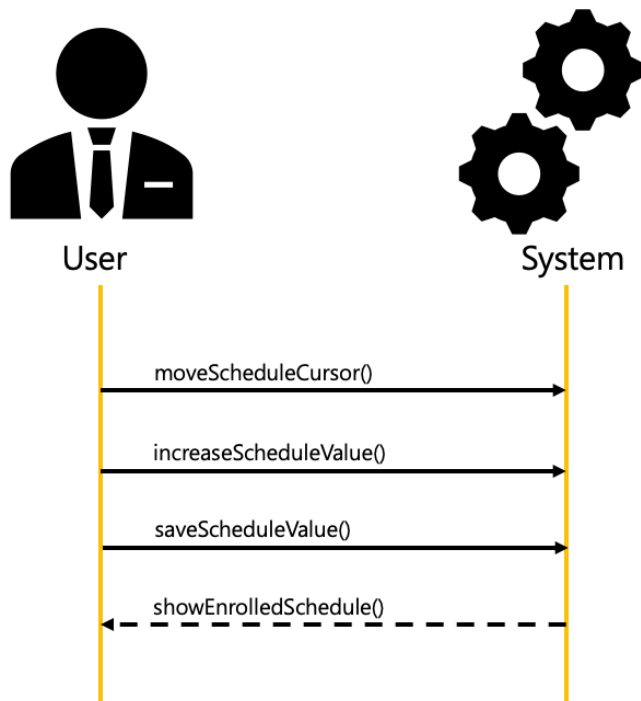 User
System
moveScheduleCursor()
increaseScheduleValue()
saveScheduleValue()
showEnrolledSchedule()